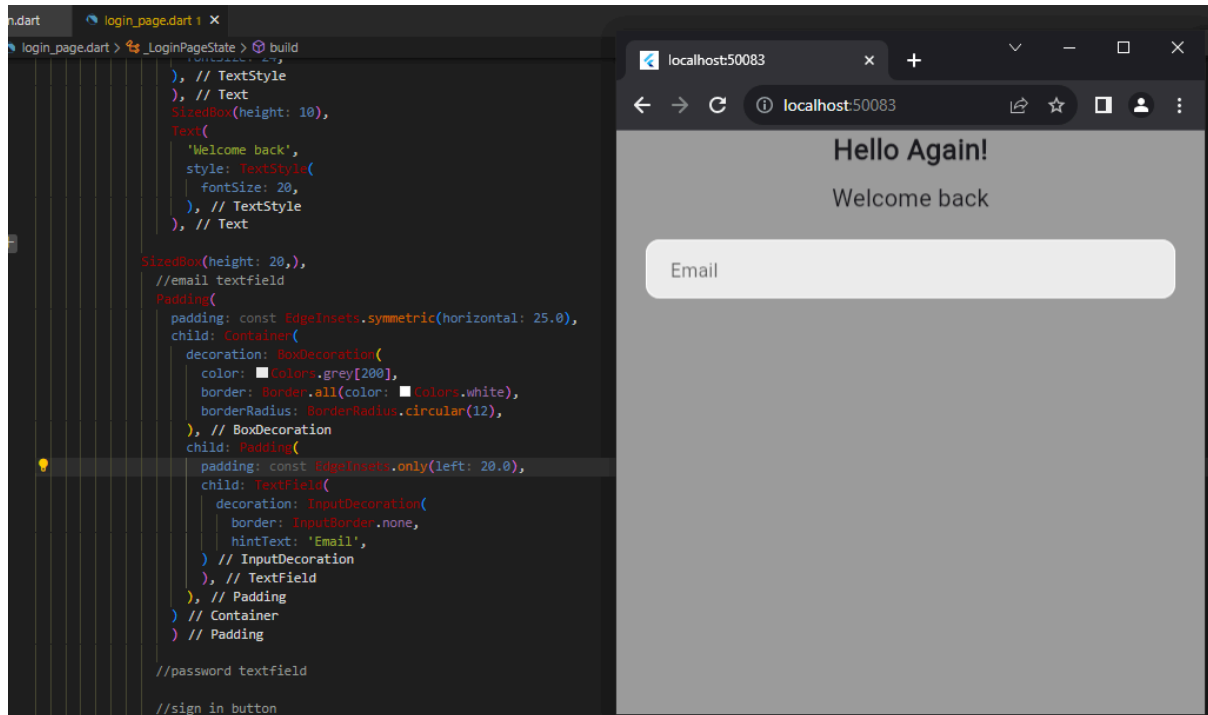 n.dart
login_page.dart 1
login_page.dart > _LoginPageState > build
fontSize: 24,
), // TextStyle
), // Text
SizedBox(height: 10),
Text(
'Welcome back',
style: TextStyle(
fontSize: 20,
), // TextStyle
), // Text
SizedBox(height: 20,),
//email textfield
Padding(
padding: const EdgeInsets.symmetric(horizontal: 25.0),
child: Container(
decoration: BoxDecoration(
color: Colors.grey[200],
border: Border.all(color: Colors.white),
borderRadius: BorderRadius.circular(12),
), // BoxDecoration
child: Padding(
padding: const EdgeInsets.only(left: 20.0),
child: TextField(
decoration: InputDecoration(
border: InputBorder.none,
hintText: 'Email',
) // InputDecoration
), // TextField
), // Padding
) // Container
) // Padding
//password textfield
//sign in button
localhost:50083
localhost:50083
Hello Again!
Welcome back
Email